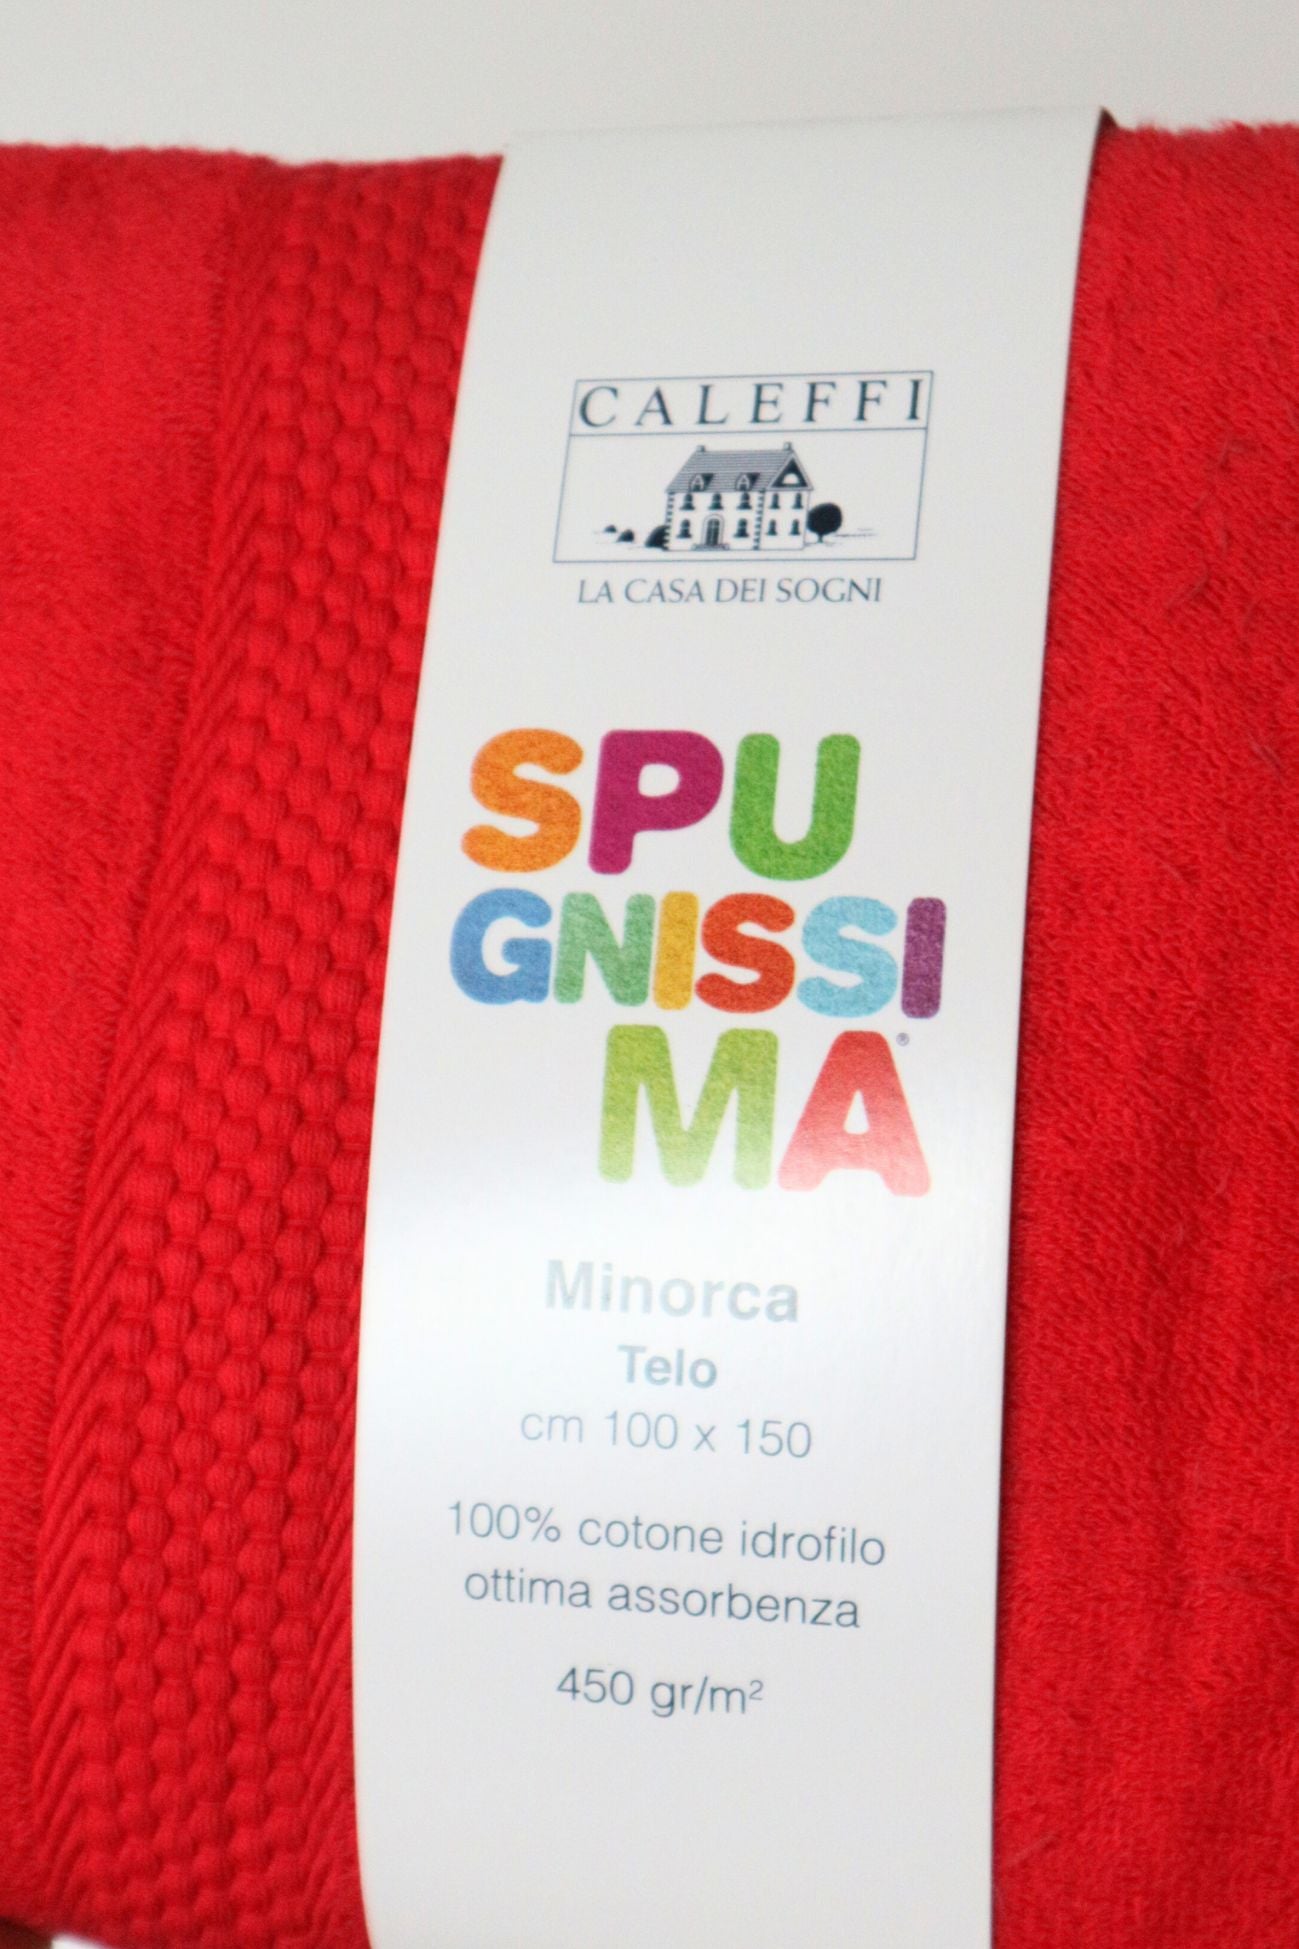 CALEFFI
LA CASA DEI SOGNI
SPU
GNISSI
MA®
Minorca
Telo
cm 100 x 150
100% cotone idrofilo
ottima assorbenza
450 gr/m²